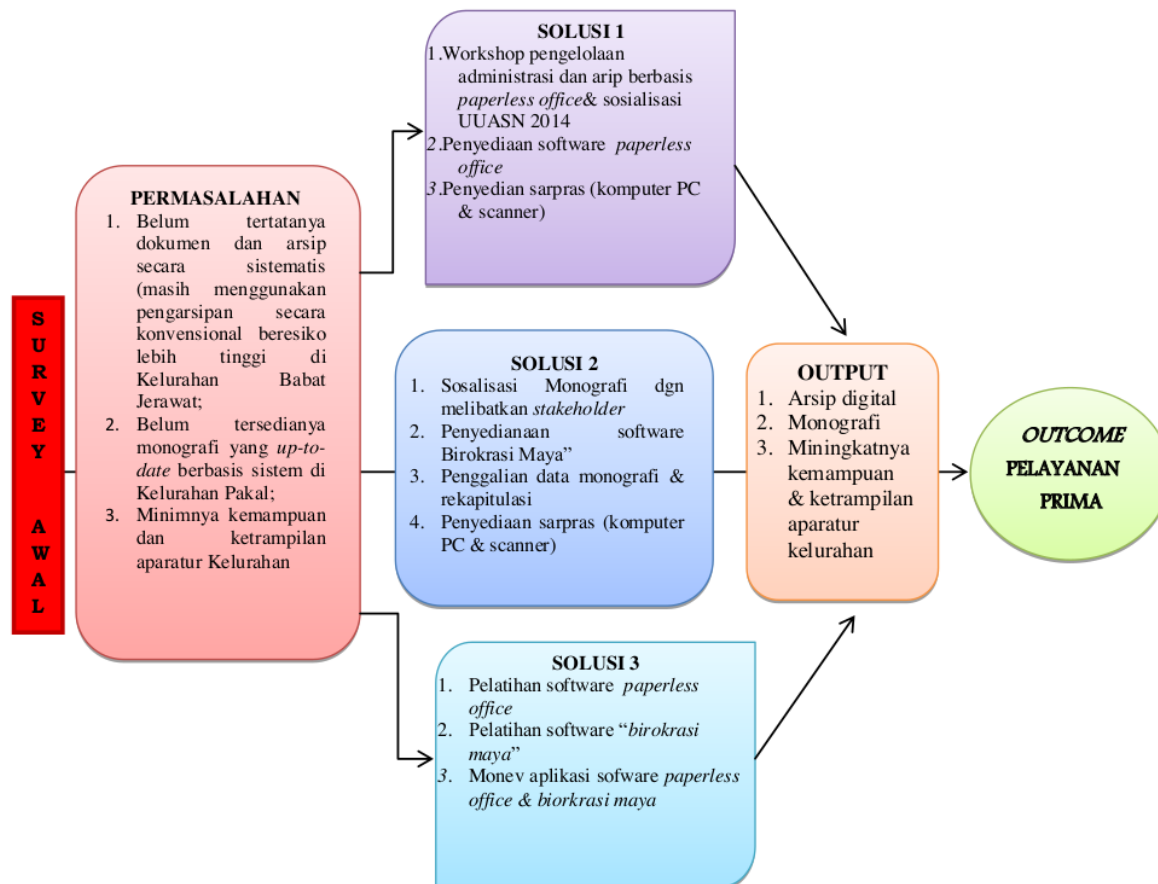 SURVEY AWAL
PERMASALAHAN
1. Belum tertatanya
dokumen dan arsip
secara sistematis
(masih menggunakan
pengarsipan secara
konvensional beresiko
lebih tinggi di
Kelurahan Babat
Jerawat;
2. Belum tersedianya
monografi yang up-to-
date berbasis sistem di
Kelurahan Pakal;
3. Minimnya kemampuan
dan ketrampilan
aparatur Kelurahan
SOLUSI 1
1.Workshop pengelolaan
administrasi dan arip berbasis
paperless office& sosialisasi
UUASN 2014
2.Penyediaan software paperless
office
3.Penyedian sarpras (komputer PC
& scanner)
SOLUSI 2
1. Sosalisasi Monografi dgn
melibatkan stakeholder
2. Penyedianaan software
Birokrasi Maya”
3. Penggalian data monografi &
rekapitulasi
4. Penyediaan sarpras (komputer
PC & scanner)
SOLUSI 3
1. Pelatihan software paperless
office
2. Pelatihan software “birokrasi
maya”
3. Monev aplikasi sofware paperless
office & biorkrasi maya
OUTPUT
1. Arsip digital
2. Monografi
3. Miningkatnya
kemampuan
& ketrampilan
aparatur
kelurahan
OUTCOME
PELAYANAN
PRIMA